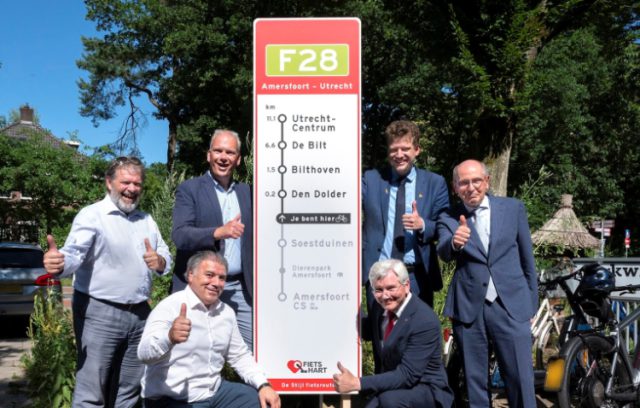 F28
Amersfoort – Utrecht
km
11.1 Utrecht-
Centrum
6.6 De Bilt
1.5 Bilthoven
0.2 Den Dolder
Je bent hier
Soestduinen
Dierenpark
Amersfoort
Amersfoort
CS
FIETS
HART
De Stijl fietsroute
kw